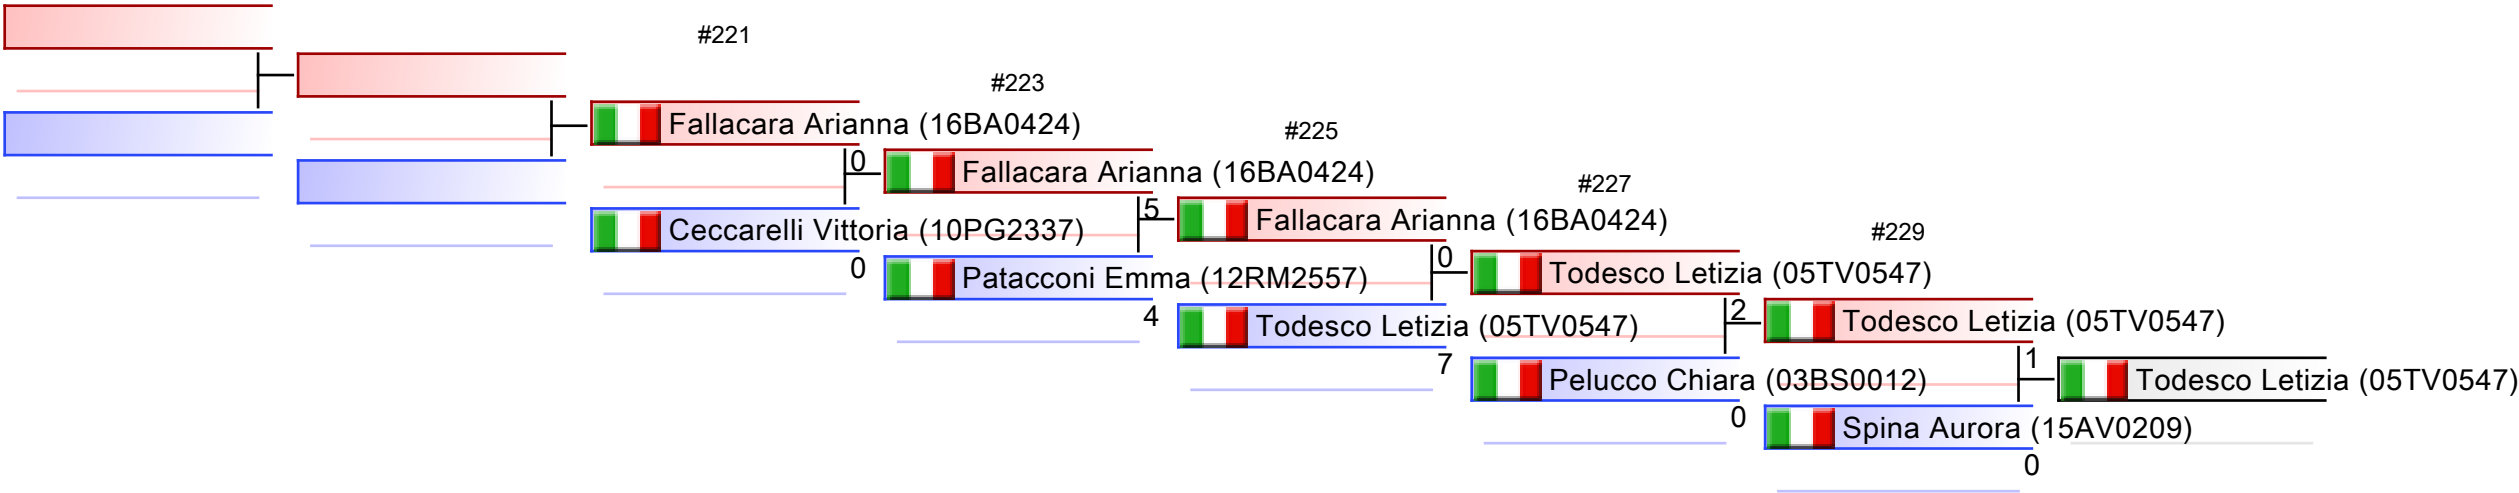 #221
#223
Fallacara Arianna (16BA0424)
#225
0
Fallacara Arianna (16BA0424)
#227
5
Fallacara Arianna (16BA0424)
Ceccarelli Vittoria (10PG2337)
#229
0
0
Patacconi Emma (12RM2557)
Todesco Letizia (05TV0547)
4
Todesco Letizia (05TV0547)
2
Todesco Letizia (05TV0547)
7
Pelucco Chiara (03BS0012)
1
Todesco Letizia (05TV0547)
0
Spina Aurora (15AV0209)
0